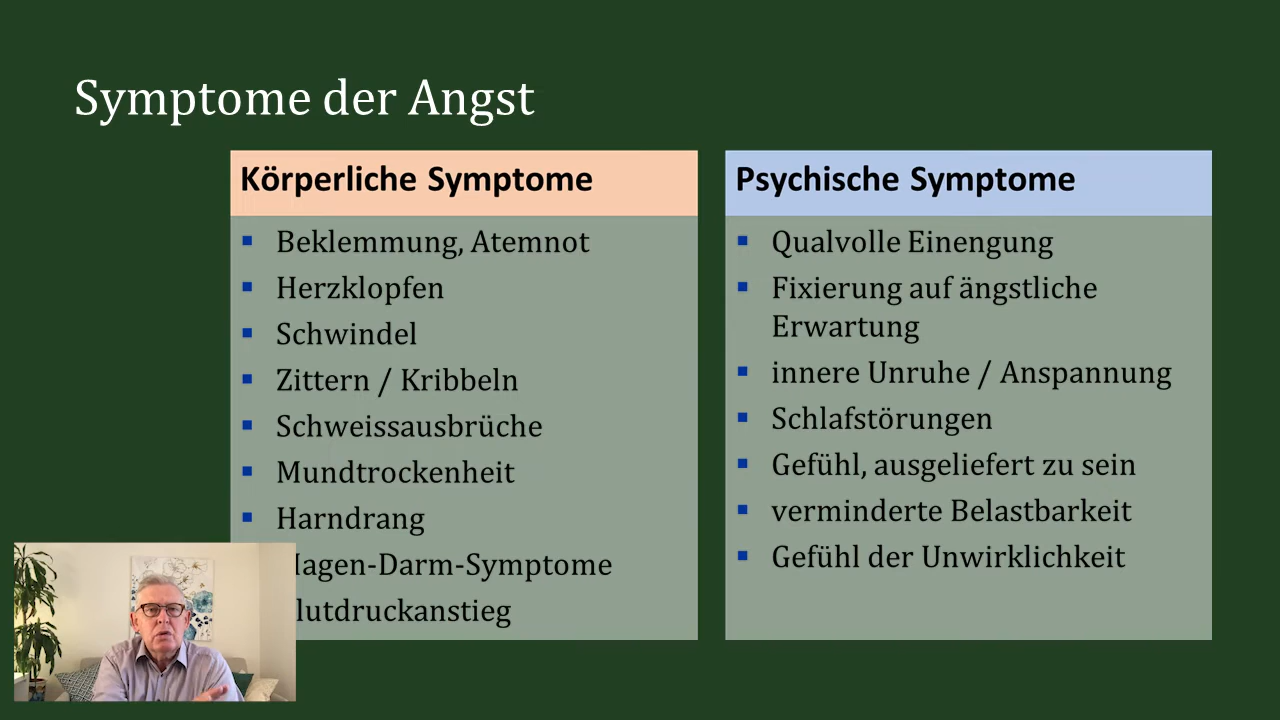 Symptome der Angst
Körperliche Symptome
Beklemmung, Atemnot
Herzklopfen
Schwindel
Zittern / Kribbeln
Schweissausbrüche
Mundtrockenheit
Harndrang
agen-Darm-Symptome
lutdruckanstieg
Psychische Symptome
Qualvolle Einengung
Fixierung auf ängstliche
Erwartung
innere Unruhe / Anspannung
Schlafstörungen
Gefühl, ausgeliefert zu sein
verminderte Belastbarkeit
Gefühl der Unwirklichkeit